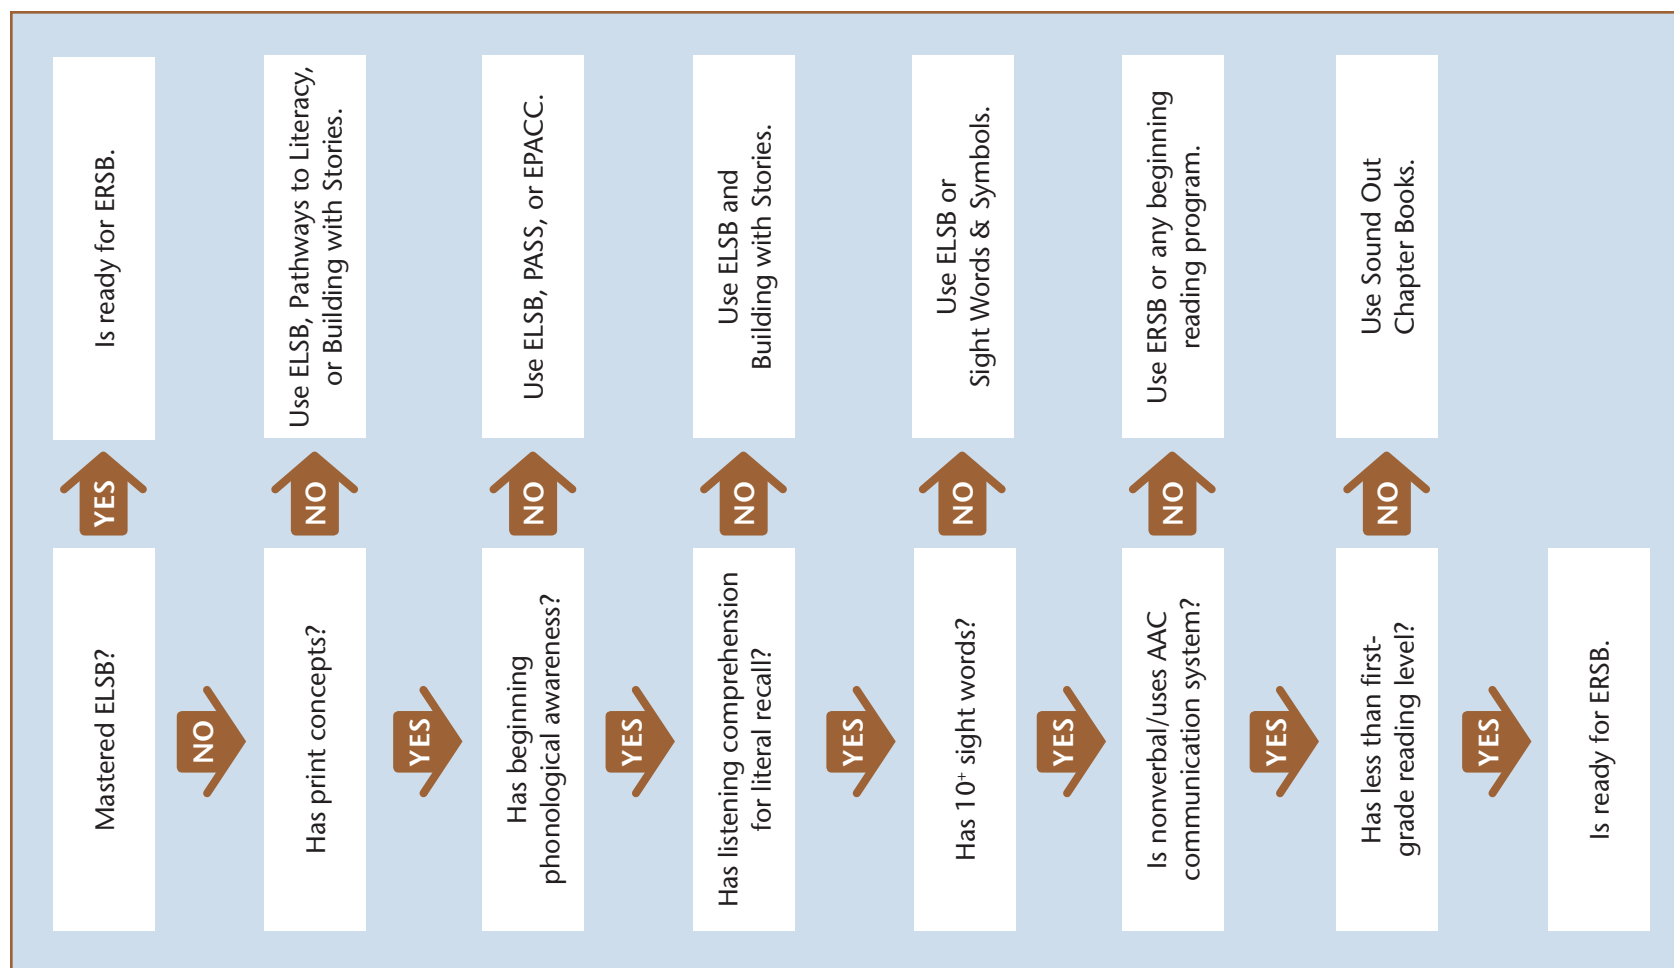 Mastered ELSB?
YES
Is ready for ERSB.
NO
Has print concepts?
NO
Use ELSB, Pathways to Literacy,
or Building with Stories.
YES
Has beginning
phonological awareness?
NO
Use ELSB, PASS, or EPACC.
YES
Has listening comprehension
for literal recall?
NO
Use ELSB and
Building with Stories.
YES
Has 10⁺ sight words?
NO
Use ELSB or
Sight Words & Symbols.
YES
Is nonverbal/uses AAC
communication system?
NO
Use ERSB or any beginning
reading program.
YES
Has less than first-
grade reading level?
NO
Use Sound Out
Chapter Books.
YES
Is ready for ERSB.